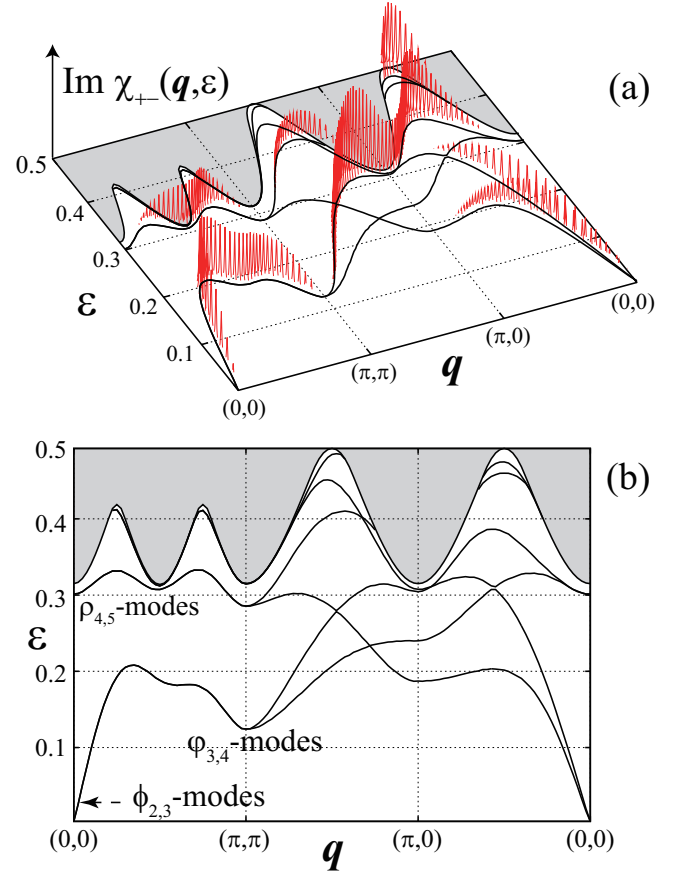 Im χ₊₋(q,ε)
(a)
0.5
0.4
0.3
0.2
0.1
ε
(0,0)
(π,π)
(π,0)
(0,0)
q
(b)
0.5
0.4
0.3
ρ₄,₅-modes
ε
0.2
φ₃,₄-modes
0.1
ϕ₂,₃-modes
(0,0)
(π,π)
(π,0)
(0,0)
q